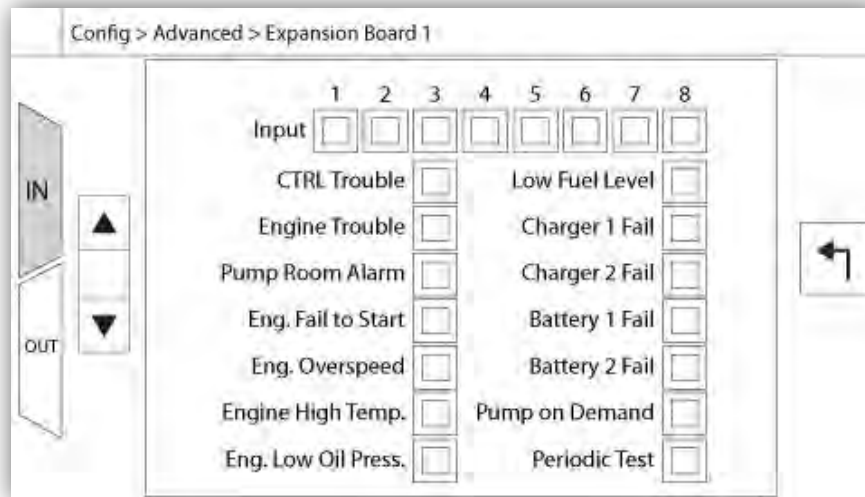 Config > Advanced > Expansion Board 1
1 2 3 4 5 6 7 8
Input
IN
OUT
CTRL Trouble
Low Fuel Level
Engine Trouble
Charger 1 Fail
Pump Room Alarm
Charger 2 Fail
Eng. Fail to Start
Battery 1 Fail
Eng. Overspeed
Battery 2 Fail
Engine High Temp.
Pump on Demand
Eng. Low Oil Press.
Periodic Test